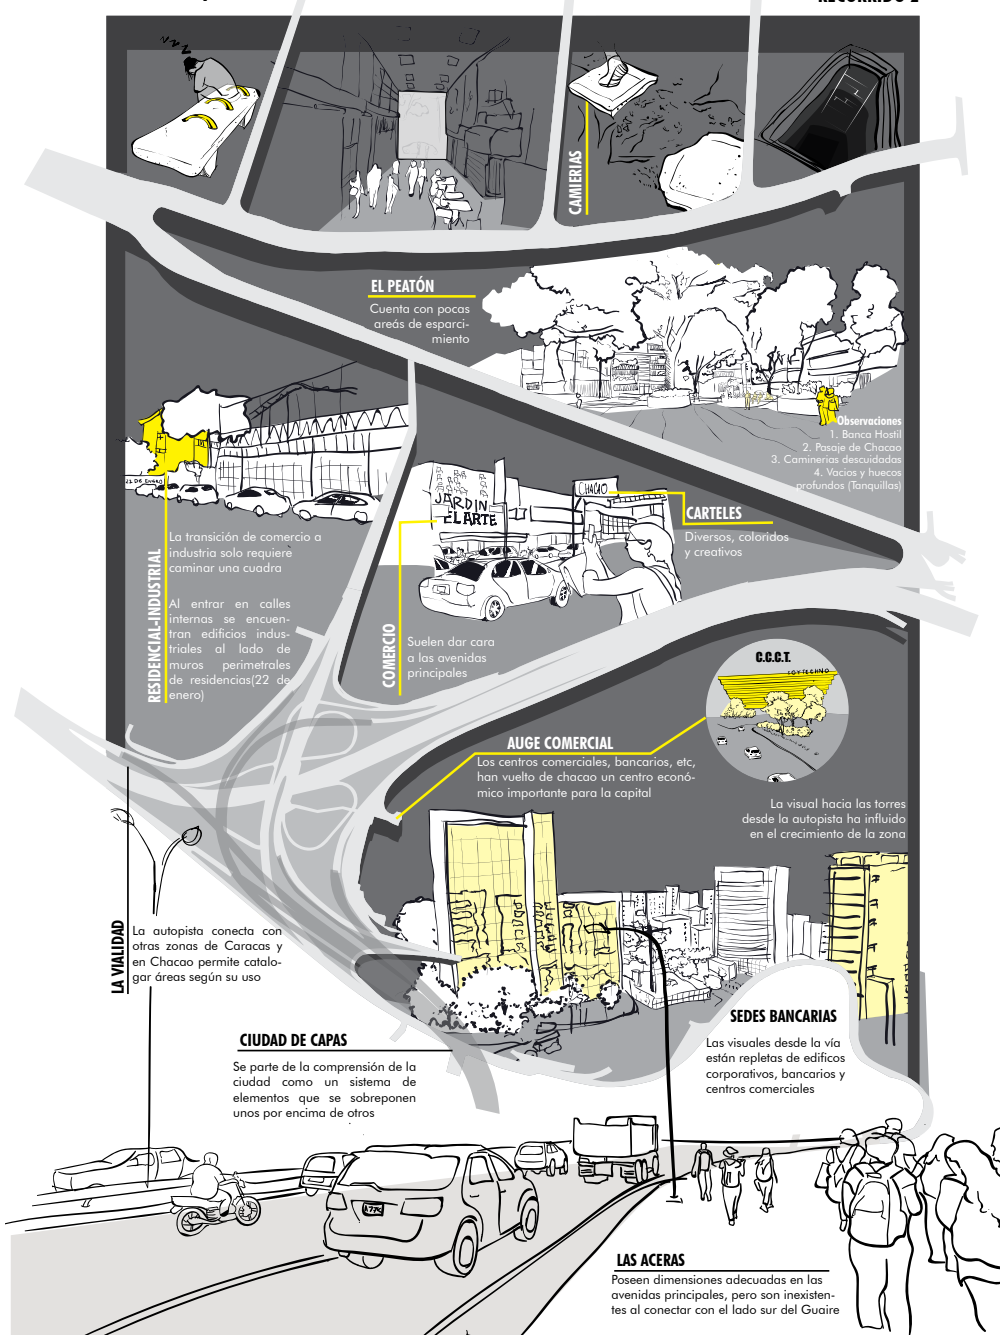 RECORRIDO 2
CAMIERIAS
EL PEATÓN
Cuenta con pocas
areás de esparci-
miento
Observaciones
1. Banca Hostil
2. Pasaje de Chacao
3. Caminerias descuidadas
4. Vacios y huecos
profundos (Tanquillas)
22 DE ENERO
RESIDENCIAL-INDUSTRIAL
La transición de comercio a
industria solo requiere
caminar una cuadra
Al entrar en calles
internas se encuen-
tran edificios indus-
triales al lado de
muros perimetrales
de residencias(22 de
enero)
JARDIN
ELARTE
CHACAO
CARTELES
Diversos, coloridos
y creativos
COMERCIO
Suelen dar cara
a las avenidas
principales
C.C.C.T.
AUGE COMERCIAL
Los centros comerciales, bancarios, etc,
han vuelto de chacao un centro econó-
mico importante para la capital
La visual hacia las torres
desde la autopista ha influido
en el crecimiento de la zona
LA VIALIDAD
La autopista conecta con
otras zonas de Caracas y
en Chacao permite catalo-
gar áreas según su uso
CIUDAD DE CAPAS
Se parte de la comprensión de la
ciudad como un sistema de
elementos que se sobreponen
unos por encima de otros
SEDES BANCARIAS
Las visuales desde la vía
están repletas de edificos
corporativos, bancarios y
centros comerciales
LAS ACERAS
Poseen dimensiones adecuadas en las
avenidas principales, pero son inexisten-
tes al conectar con el lado sur del Guaire